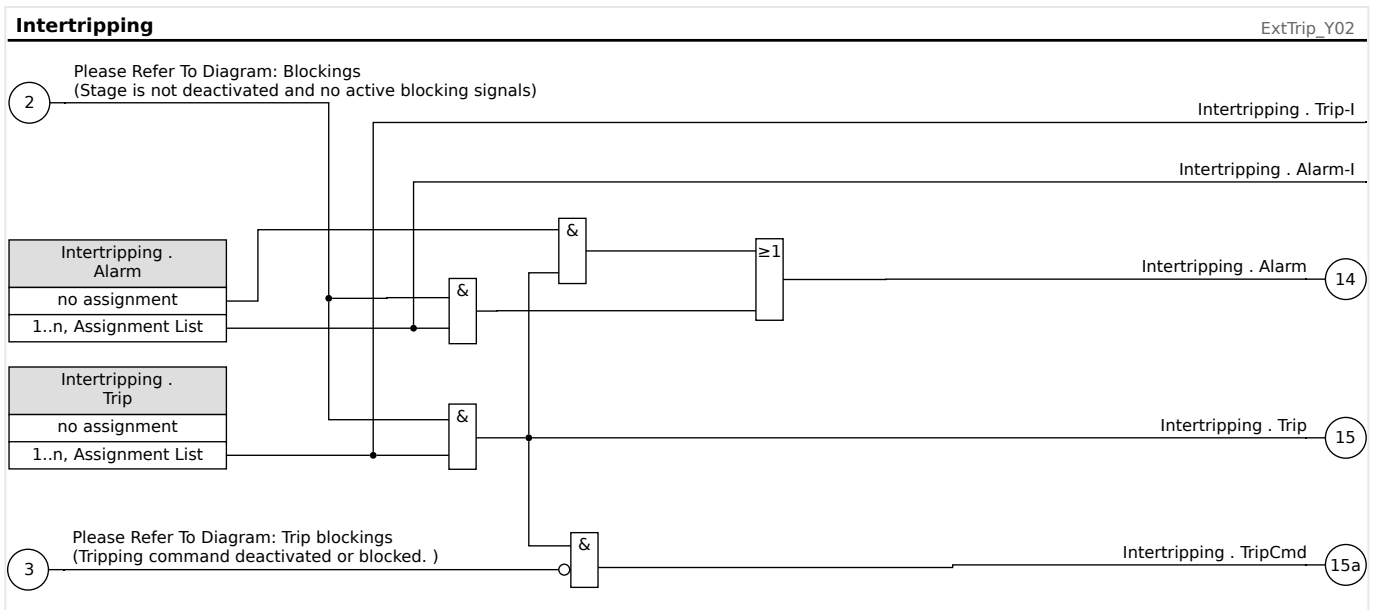 Intertripping
ExtTrip_Y02
Please Refer To Diagram: Blockings
(Stage is not deactivated and no active blocking signals)
2
Intertripping . Trip-I
Intertripping . Alarm-I
&
≥1
Intertripping .
Alarm
no assignment
1..n, Assignment List
&
Intertripping . Alarm
14
Intertripping .
Trip
no assignment
1..n, Assignment List
&
Intertripping . Trip
15
Please Refer To Diagram: Trip blockings
(Tripping command deactivated or blocked. )
3
&
Intertripping . TripCmd
15a